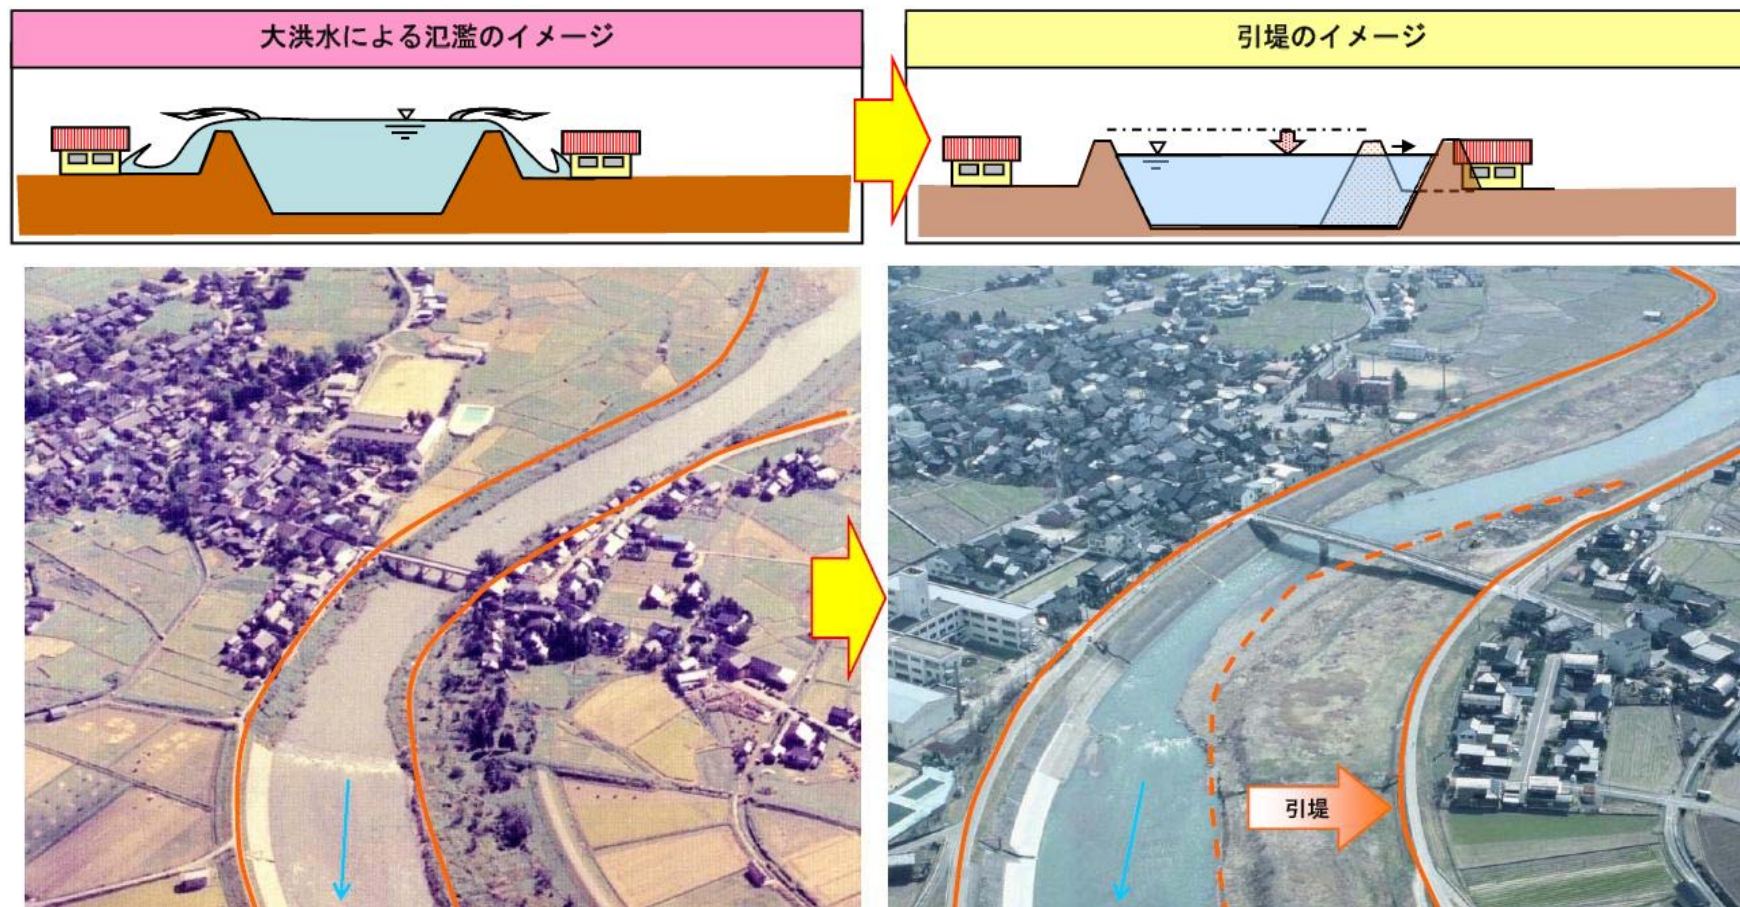 大洪水による氾濫のイメージ
引堤のイメージ
引堤